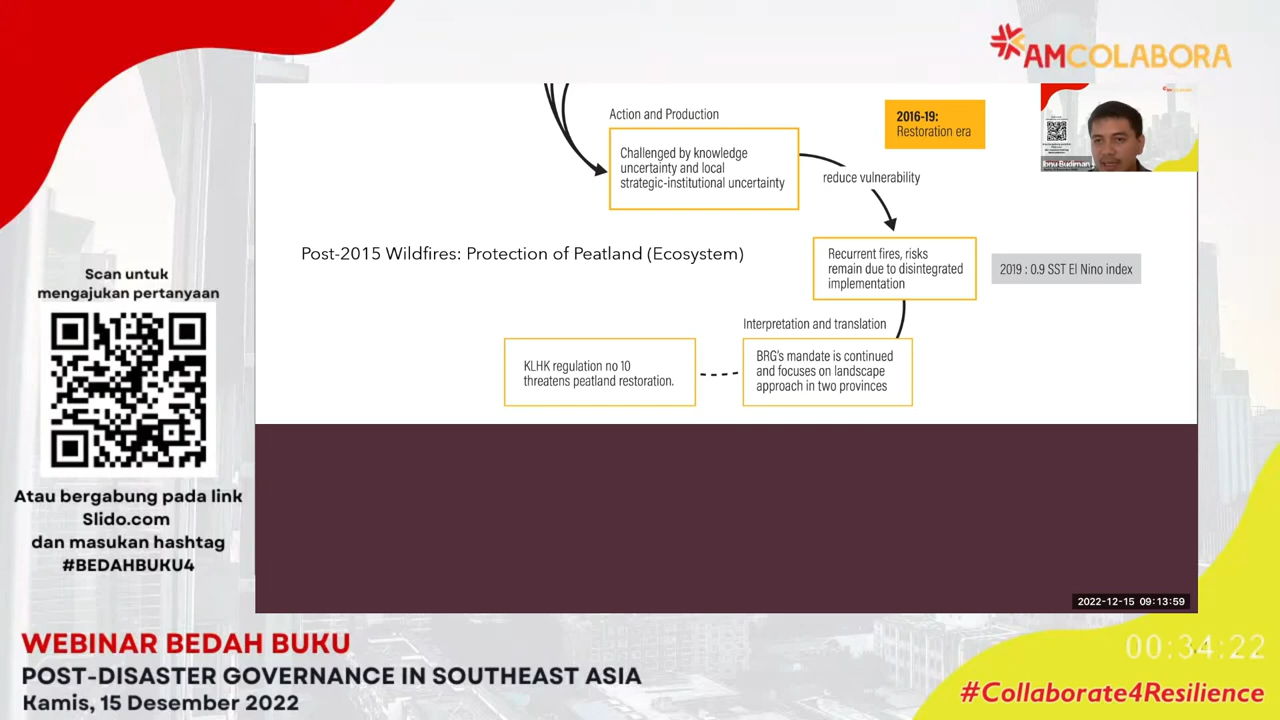 AMCOLABORA
Action and Production
2016-19:
Restoration era
Challenged by knowledge
uncertainty and local
strategic-institutional uncertainty
reduce vulnerability
Ibnu Budiman
Post-2015 Wildfires: Protection of Peatland (Ecosystem)
Recurrent fires, risks
remain due to disintegrated
implementation
2019 : 0.9 SST El Nino index
Interpretation and translation
KLHK regulation no 10
threatens peatland restoration.
BRG's mandate is continued
and focuses on landscape
approach in two provinces
Scan untuk
mengajukan pertanyaan
Atau bergabung pada link
Slido.com
dan masukan hashtag
#BEDAHBUKU4
2022-12-15 09:13:59
WEBINAR BEDAH BUKU
POST-DISASTER GOVERNANCE IN SOUTHEAST ASIA
Kamis, 15 Desember 2022
00:34:22
#Collaborate4Resilience